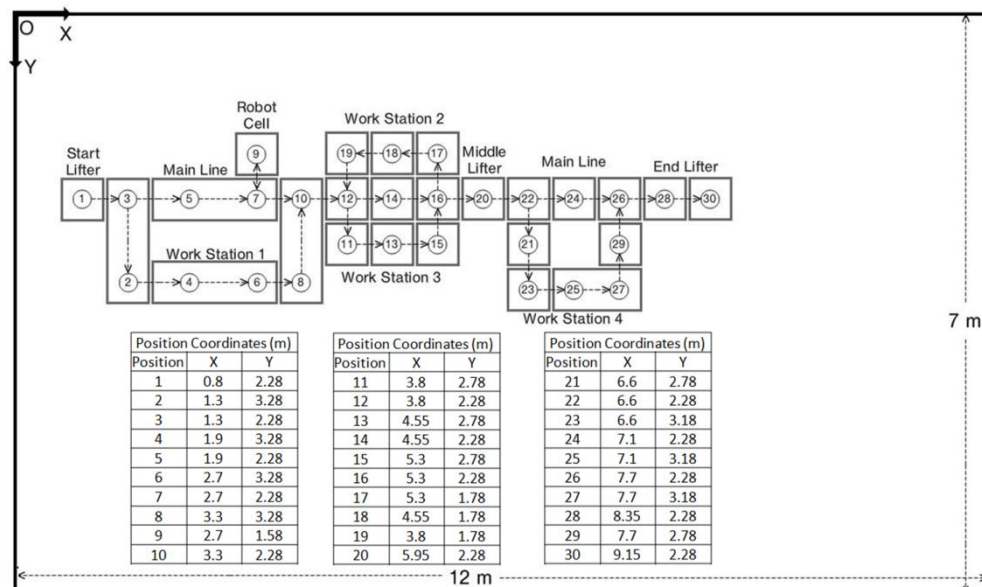 O
X
Y
Robot
Cell
Work Station 2
Start
Lifter
Main Line
9
19
18
17
Middle
Lifter
Main Line
End Lifter
1
3
5
7
10
12
14
16
20
22
24
26
28
30
11
13
15
21
29
Work Station 1
Work Station 3
2
4
6
8
23
25
27
Work Station 4
7 m
Position Coordinates (m)
Position X Y
1 0.8 2.28
2 1.3 3.28
3 1.3 2.28
4 1.9 3.28
5 1.9 2.28
6 2.7 3.28
7 2.7 2.28
8 3.3 3.28
9 2.7 1.58
10 3.3 2.28
Position Coordinates (m)
Position X Y
11 3.8 2.78
12 3.8 2.28
13 4.55 2.78
14 4.55 2.28
15 5.3 2.78
16 5.3 2.28
17 5.3 1.78
18 4.55 1.78
19 3.8 1.78
20 5.95 2.28
Position Coordinates (m)
Position X Y
21 6.6 2.78
22 6.6 2.28
23 6.6 3.18
24 7.1 2.28
25 7.1 3.18
26 7.7 2.28
27 7.7 3.18
28 8.35 2.28
29 7.7 2.78
30 9.15 2.28
12 m